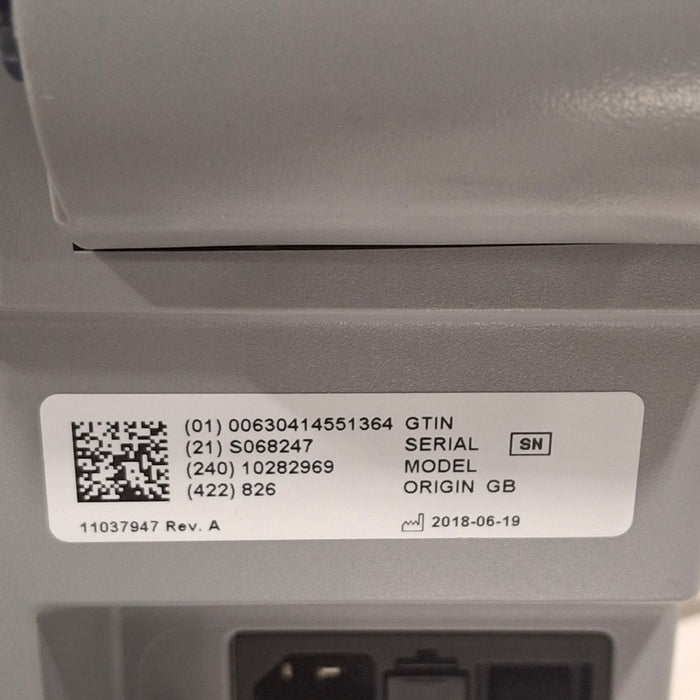 (01) 00630414551364 GTIN
(21) S068247 SERIAL SN
(240) 10282969 MODEL
(422) 826 ORIGIN GB
11037947 Rev. A 2018-06-19